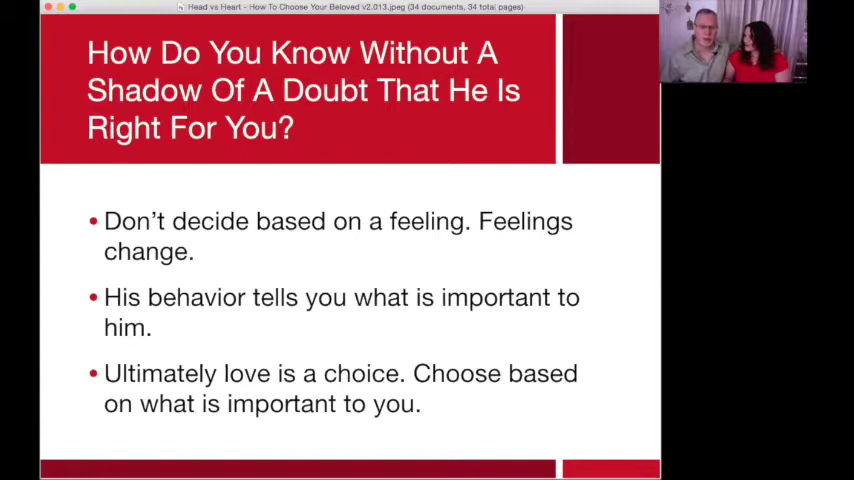 Head vs Heart - How To Choose Your Beloved v2.013.jpeg (34 documents, 34 total pages)
How Do You Know Without A
Shadow Of A Doubt That He Is
Right For You?
• Don’t decide based on a feeling. Feelings
change.
• His behavior tells you what is important to
him.
• Ultimately love is a choice. Choose based
on what is important to you.